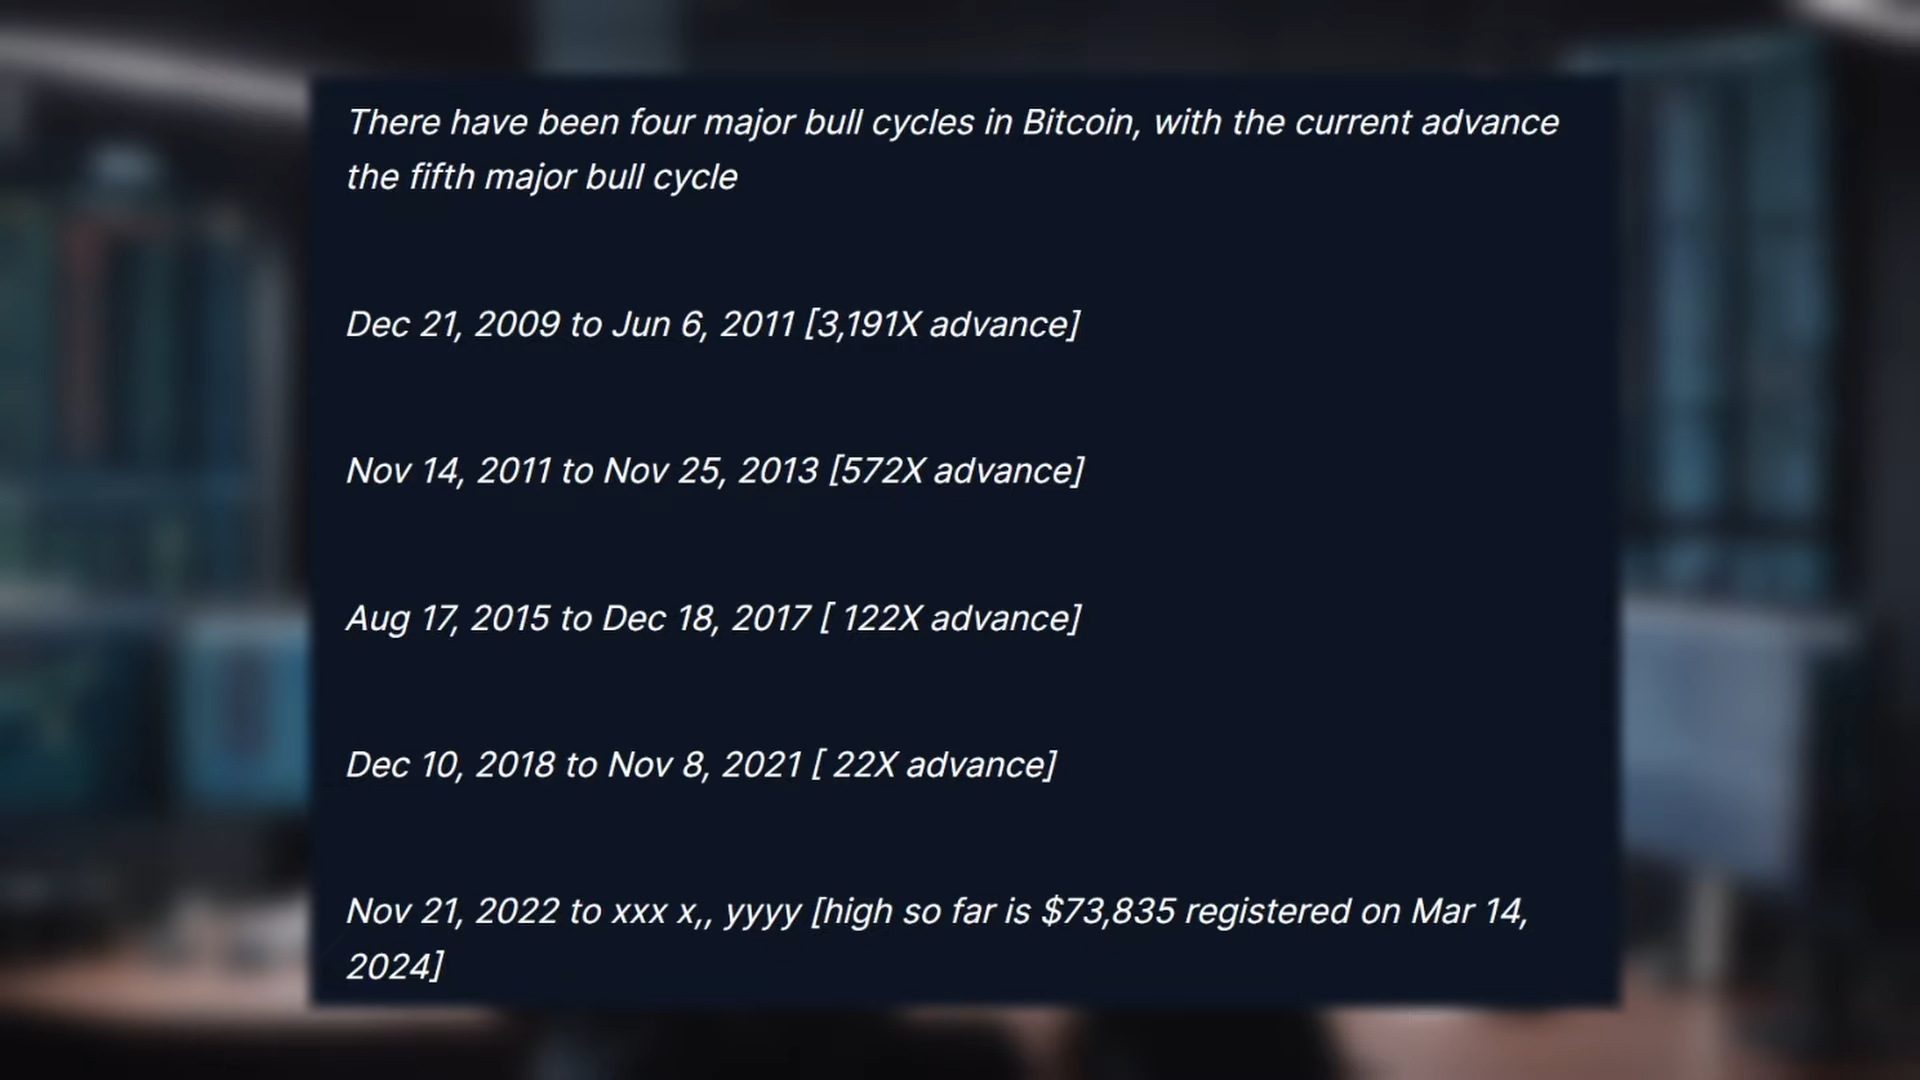 There have been four major bull cycles in Bitcoin, with the current advance
the fifth major bull cycle
Dec 21, 2009 to Jun 6, 2011 [3,191X advance]
Nov 14, 2011 to Nov 25, 2013 [572X advance]
Aug 17, 2015 to Dec 18, 2017 [ 122X advance]
Dec 10, 2018 to Nov 8, 2021 [ 22X advance]
Nov 21, 2022 to xxx x,, yyyy [high so far is $73,835 registered on Mar 14,
2024]